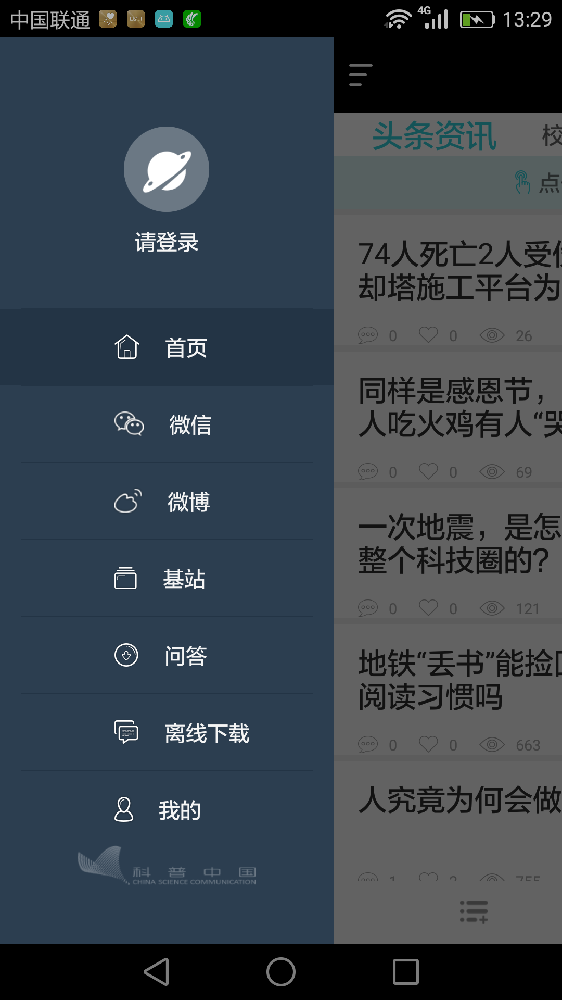 中国联通 4G 13:29
请登录
首页
微信
微博
基站
问答
离线下载
我的
科普中国
CHINA SCIENCE COMMUNICATION
头条资讯 校
点
74人死亡2人受
却塔施工平台为
0 0 26
同样是感恩节，
人吃火鸡有人“哭
0 0 69
一次地震，是怎
整个科技圈的？
0 0 121
地铁“丢书”能捡回
阅读习惯吗
0 0 663
人究竟为何会做
1 2 755